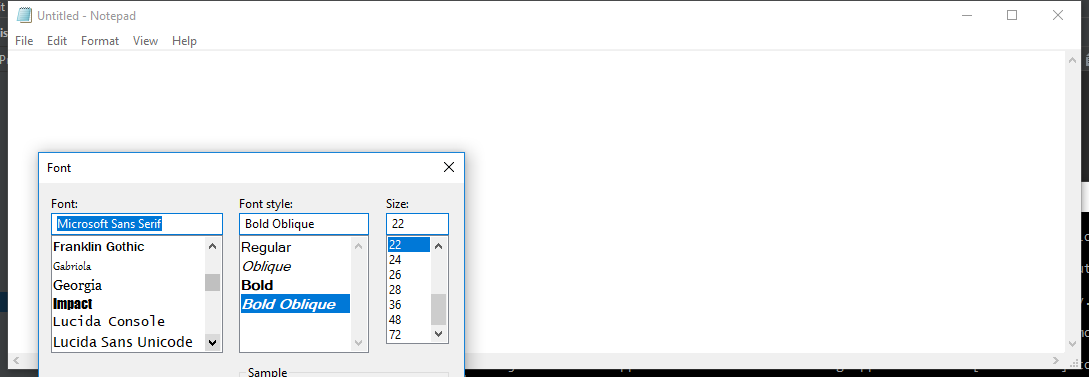 Untitled - Notepad
File Edit Format View Help
Font
Font: Font style: Size:
Microsoft Sans Serif Bold Oblique 22
Franklin Gothic Regular 22
Gabriola Oblique 24
Georgia Bold 26
Impact Bold Oblique 28
Lucida Console 36
Lucida Sans Unicode 48
72
Sample